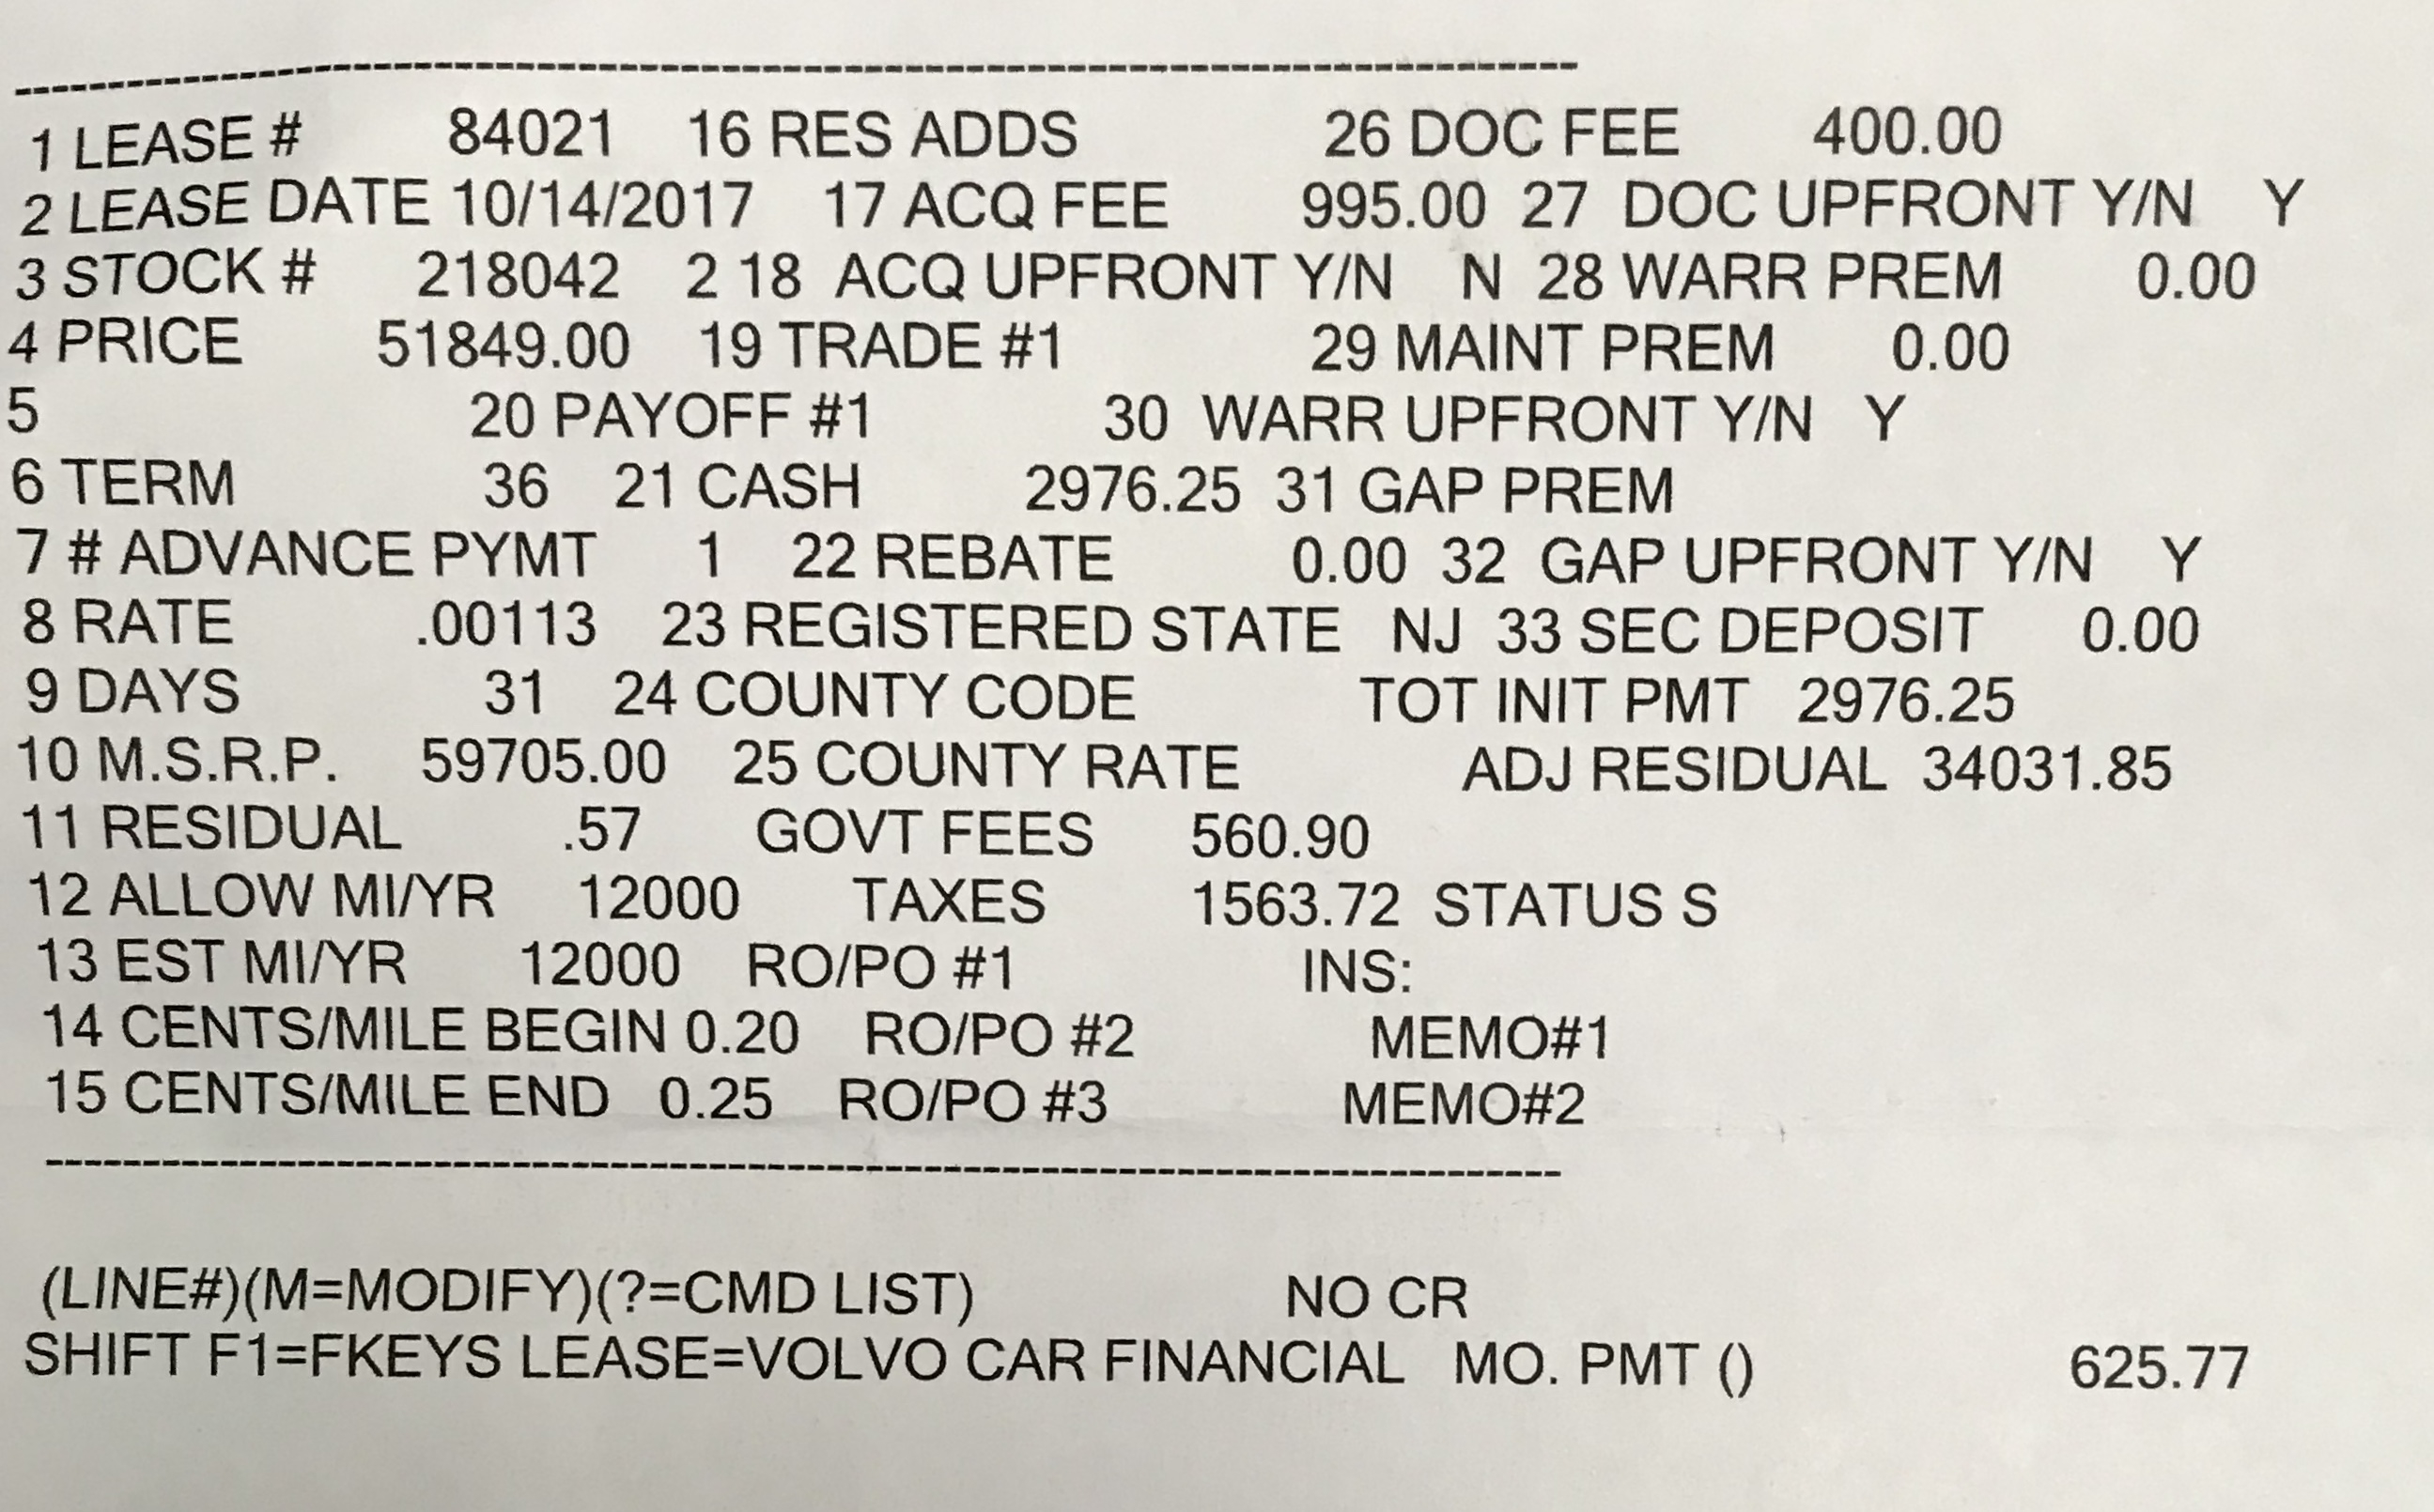 1 LEASE # 84021 16 RES ADDS 26 DOC FEE 400.00
2 LEASE DATE 10/14/2017 17 ACQ FEE 995.00 27 DOC UPFRONT Y/N Y
3 STOCK # 218042 2 18 ACQ UPFRONT Y/N N 28 WARR PREM 0.00
4 PRICE 51849.00 19 TRADE #1 29 MAINT PREM 0.00
5 20 PAYOFF #1 30 WARR UPFRONT Y/N Y
6 TERM 36 21 CASH 2976.25 31 GAP PREM
7 # ADVANCE PYMT 1 22 REBATE 0.00 32 GAP UPFRONT Y/N Y
8 RATE .00113 23 REGISTERED STATE NJ 33 SEC DEPOSIT 0.00
9 DAYS 31 24 COUNTY CODE TOT INIT PMT 2976.25
10 M.S.R.P. 59705.00 25 COUNTY RATE ADJ RESIDUAL 34031.85
11 RESIDUAL .57 GOVT FEES 560.90
12 ALLOW MI/YR 12000 TAXES 1563.72 STATUS S
13 EST MI/YR 12000 RO/PO #1 INS:
14 CENTS/MILE BEGIN 0.20 RO/PO #2 MEMO#1
15 CENTS/MILE END 0.25 RO/PO #3 MEMO#2
(LINE#)(M=MODIFY)(?=CMD LIST) NO CR
SHIFT F1=FKEYS LEASE=VOLVO CAR FINANCIAL MO. PMT () 625.77